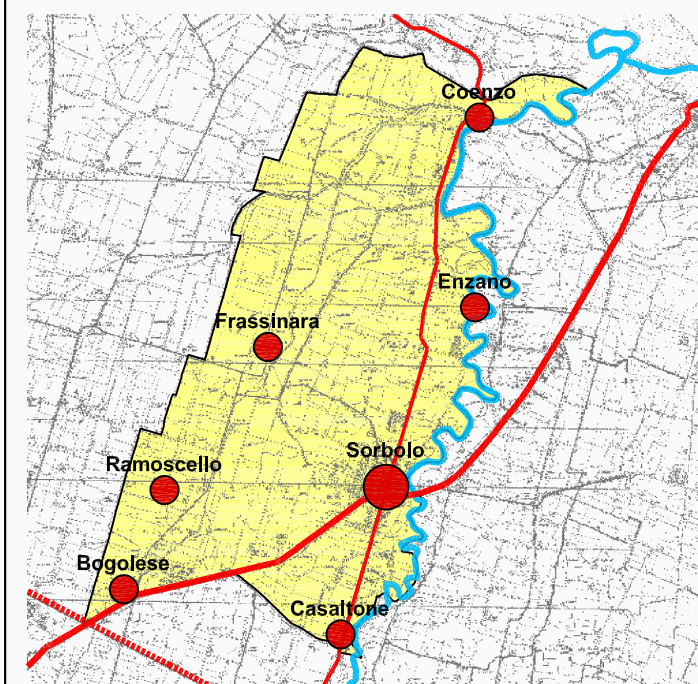 Coenzo
Enzano
Frassinara
Sorbolo
Ramoscello
Bogolese
Casaltone